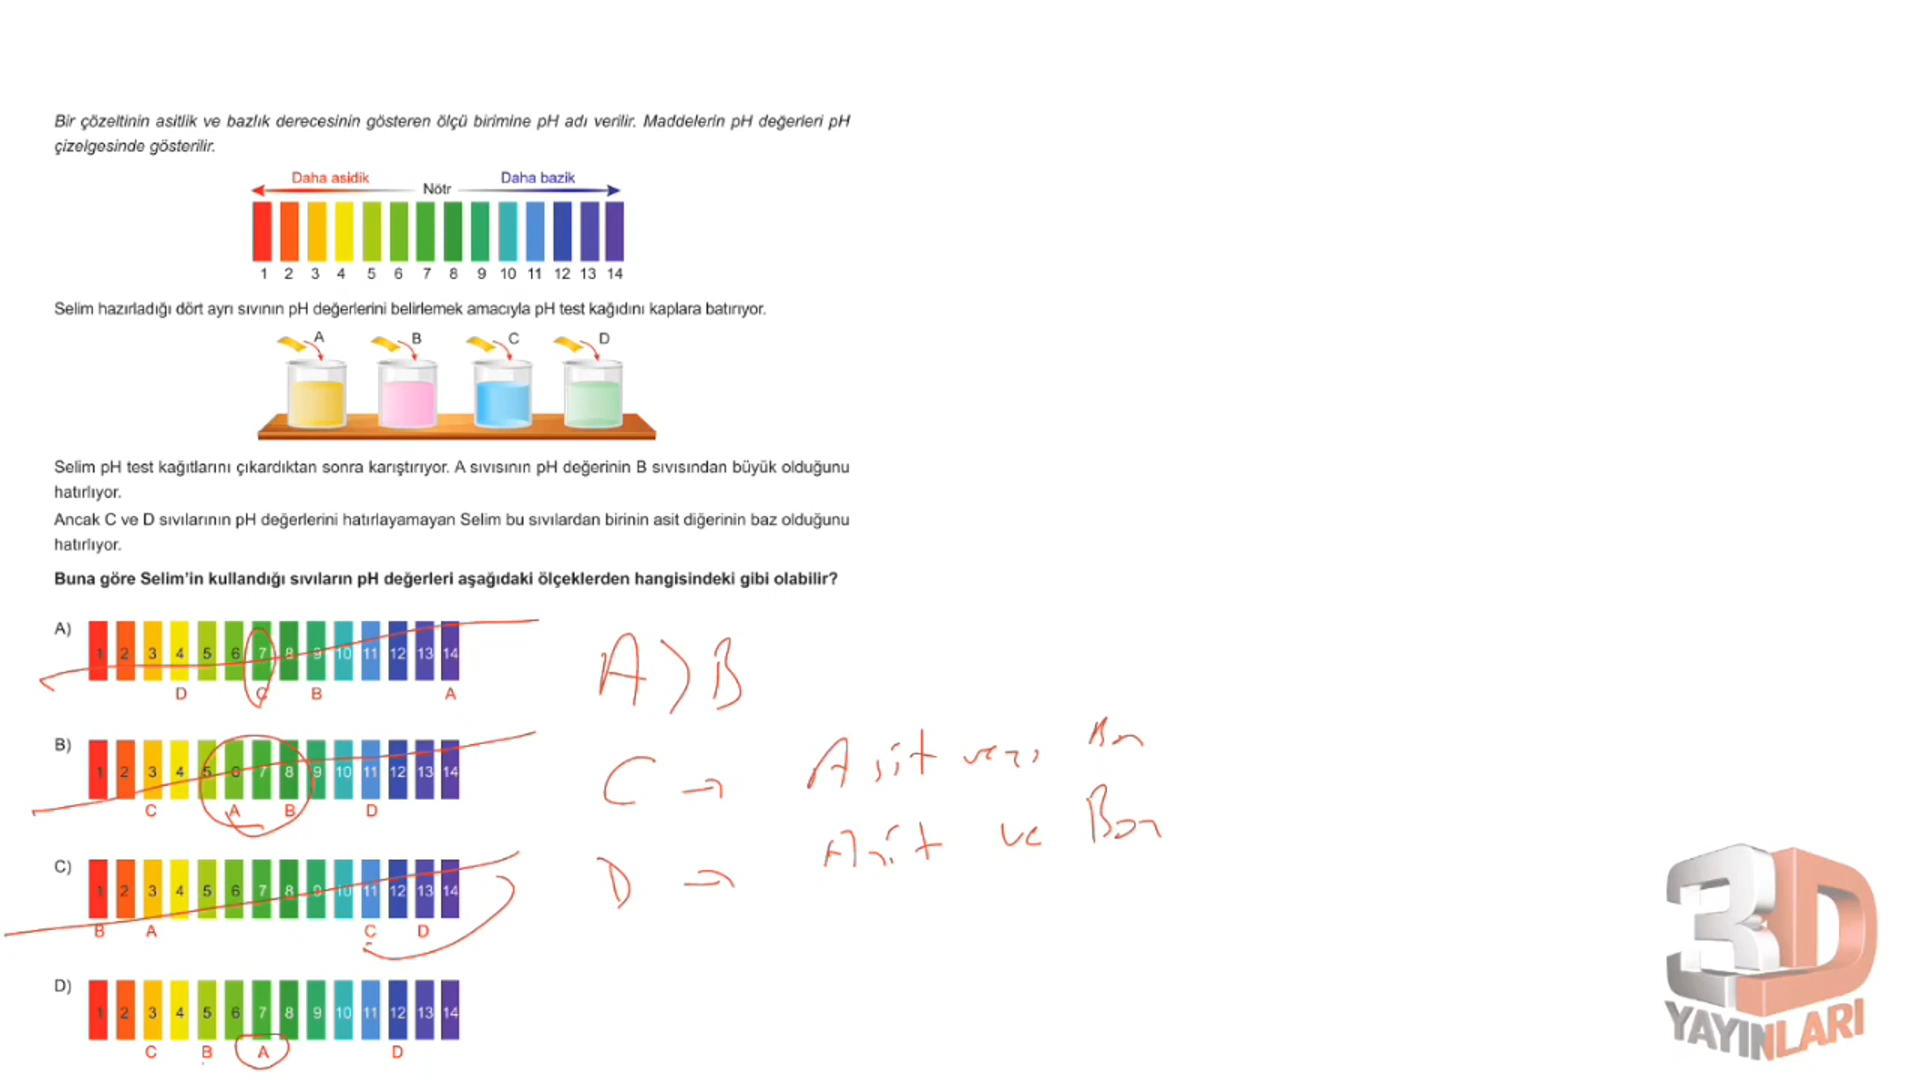 Bir çözeltinin asitlik ve bazlık derecesinin gösteren ölçü birimine pH adı verilir. Maddelerin pH değerleri pH
çizelgesinde gösterilir.
Daha asidik Nötr Daha bazik
1 2 3 4 5 6 7 8 9 10 11 12 13 14
Selim hazırladığı dört ayrı sıvının pH değerlerini belirlemek amacıyla pH test kağıdını kaplara batırıyor.
A B C D
Selim pH test kağıtlarını çıkardıktan sonra karıştırıyor. A sıvısının pH değerinin B sıvısından büyük olduğunu
hatırlıyor.
Ancak C ve D sıvılarının pH değerlerini hatırlayamayan Selim bu sıvılardan birinin asit diğerinin baz olduğunu
hatırlıyor.
Buna göre Selim'in kullandığı sıvıların pH değerleri aşağıdaki ölçeklerden hangisindeki gibi olabilir?
A) 1 2 3 4 5 6 7 8 9 10 11 12 13 14
D C B A
B) 1 2 3 4 5 6 7 8 9 10 11 12 13 14
C A B D
C) 1 2 3 4 5 6 7 8 9 10 11 12 13 14
B A C D
D) 1 2 3 4 5 6 7 8 9 10 11 12 13 14
C B A D
A > B
C → Asit veya Baz
D → Asit ve Baz
3D
YAYINLARI